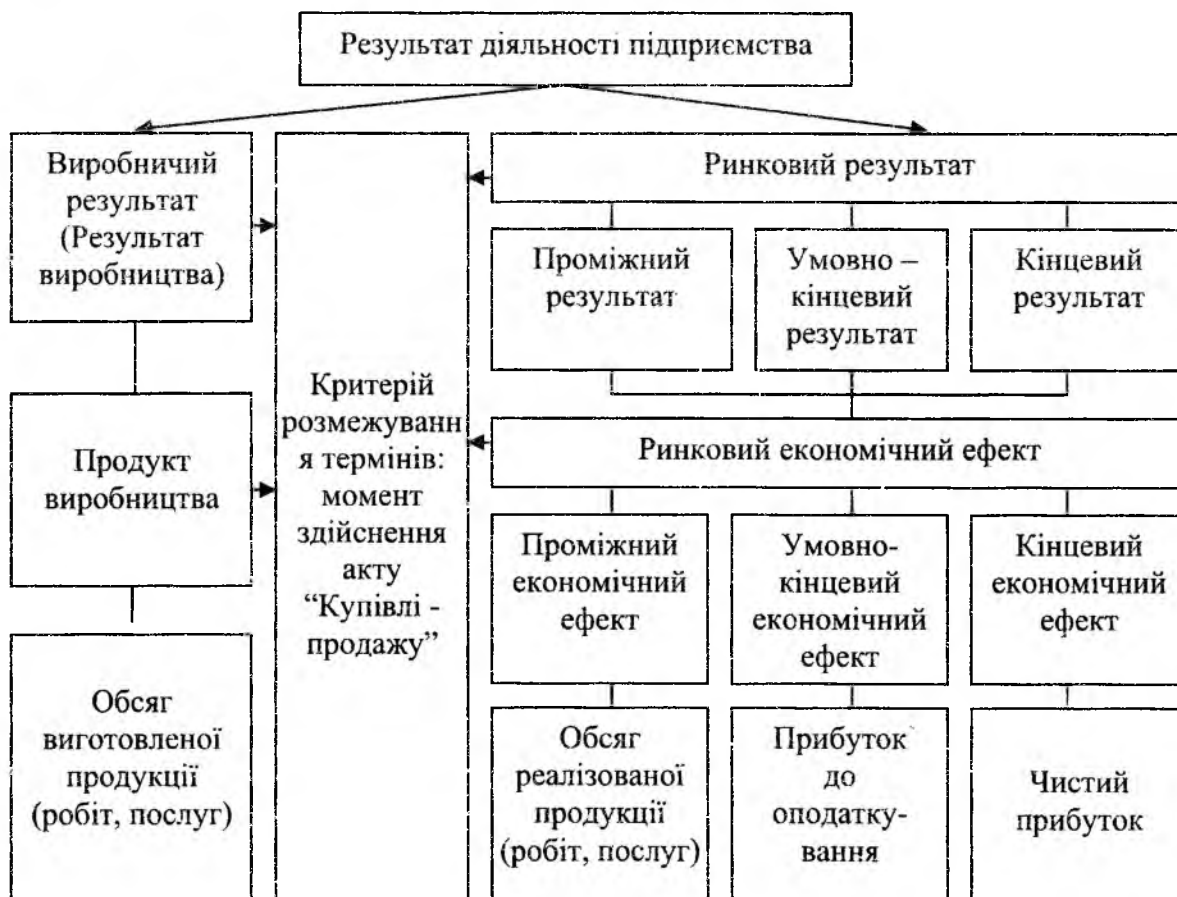 Результат діяльності підприємства
Виробничий
результат
(Результат
виробництва)
Продукт
виробництва
Обсяг
виготовленої
продукції
(робіт, послуг)
Критерій
розмежуванн
я термінів:
момент
здійснення
акту
“Купівлі -
продажу”
Ринковий результат
Проміжний
результат
Умовно –
кінцевий
результат
Кінцевий
результат
Ринковий економічний ефект
Проміжний
економічний
ефект
Умовно-
кінцевий
економічний
ефект
Кінцевий
економічний
ефект
Обсяг
реалізованої
продукції
(робіт, послуг)
Прибуток
до
оподатку-
вання
Чистий
прибуток